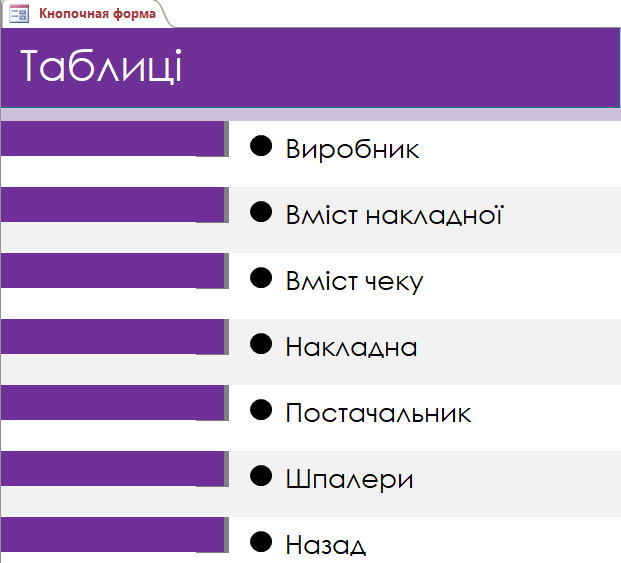 Кнопочная форма
Таблиці
Виробник
Вміст накладної
Вміст чеку
Накладна
Постачальник
Шпалери
Назад